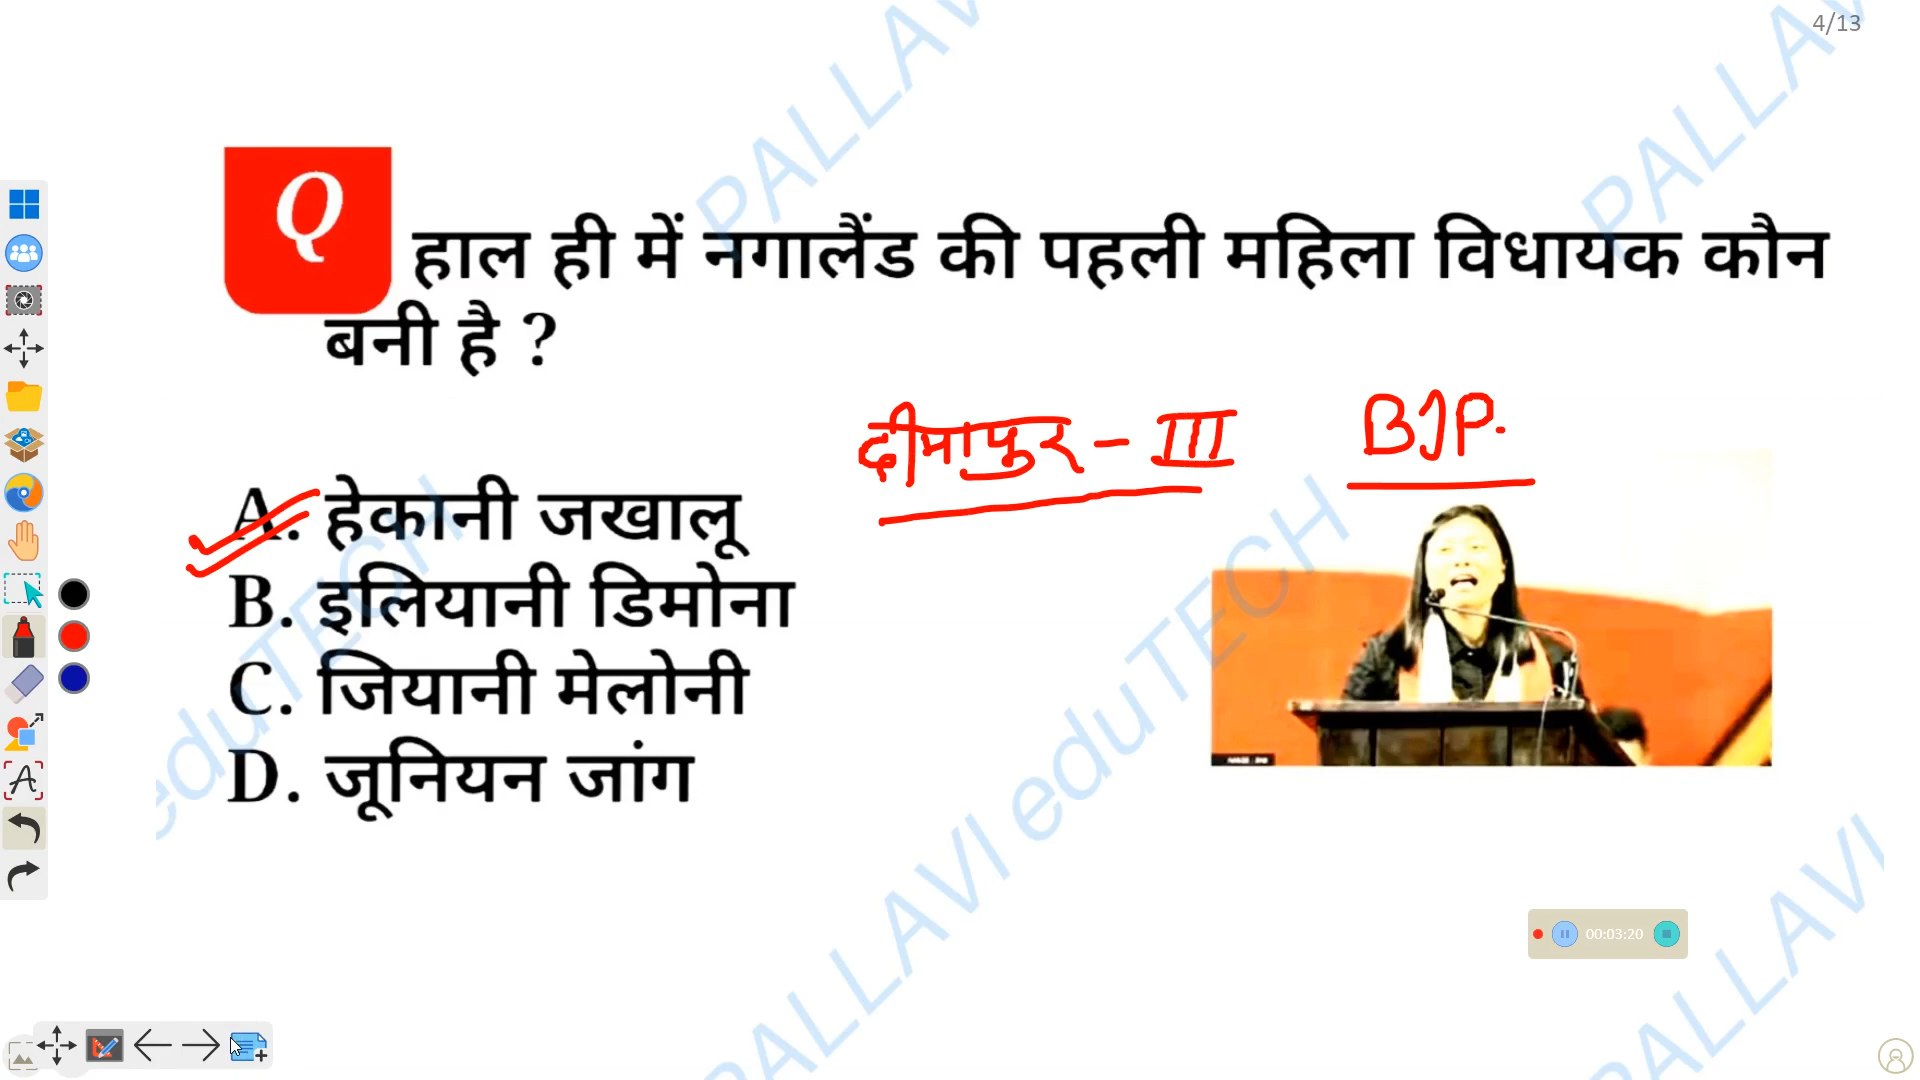 4/13
Q
हाल ही में नगालैंड की पहली महिला विधायक कौन
बनी है ?
दीमापुर - III
BJP.
A. हेकानी जखालू
B. इलियानी डिमोना
C. जियानी मेलोनी
D. जूनियन जांग
PALLAVI eduTECH
00:03:20